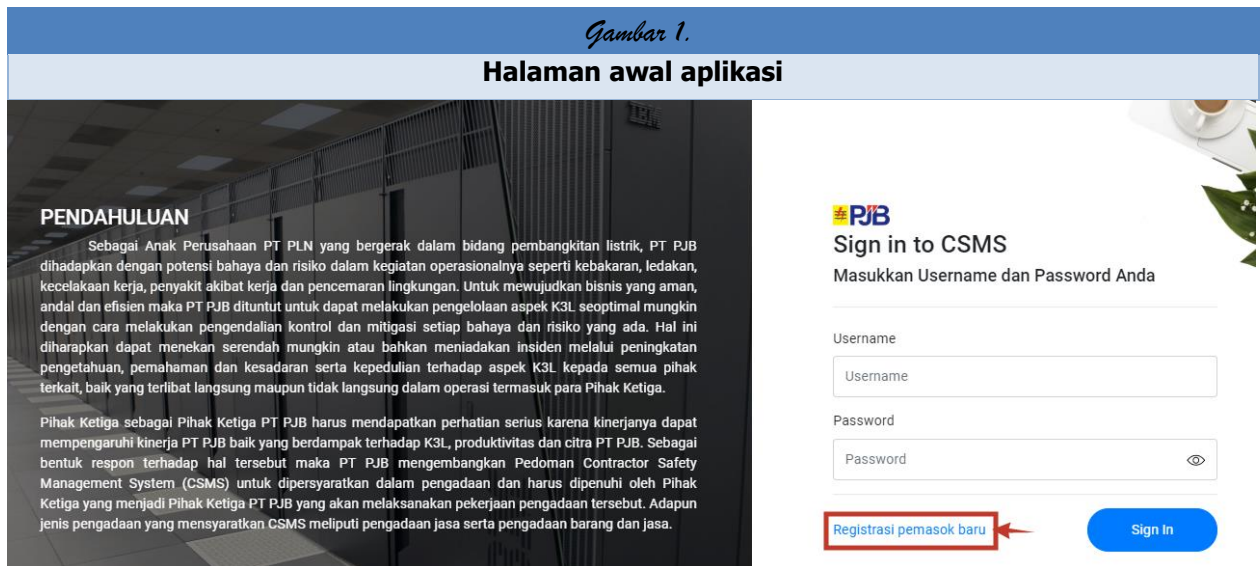 Gambar 1.
Halaman awal aplikasi
IBM
PENDAHULUAN
Sebagai Anak Perusahaan PT PLN yang bergerak dalam bidang pembangkitan listrik, PT PJB
dihadapkan dengan potensi bahaya dan risiko dalam kegiatan operasionalnya seperti kebakaran, ledakan,
kecelakaan kerja, penyakit akibat kerja dan pencemaran lingkungan. Untuk mewujudkan bisnis yang aman,
andal dan efisien maka PT PJB dituntut untuk dapat melakukan pengelolaan aspek K3L seoptimal mungkin
dengan cara melakukan pengendalian kontrol dan mitigasi setiap bahaya dan risiko yang ada. Hal ini
diharapkan dapat menekan serendah mungkin atau bahkan meniadakan insiden melalui peningkatan
pengetahuan, pemahaman dan kesadaran serta kepedulian terhadap aspek K3L kepada semua pihak
terkait, baik yang terlibat langsung maupun tidak langsung dalam operasi termasuk para Pihak Ketiga.
Pihak Ketiga sebagai Pihak Ketiga PT PJB harus mendapatkan perhatian serius karena kinerjanya dapat
mempengaruhi kinerja PT PJB baik yang berdampak terhadap K3L, produktivitas dan citra PT PJB. Sebagai
bentuk respon terhadap hal tersebut maka PT PJB mengembangkan Pedoman Contractor Safety
Management System (CSMS) untuk dipersyaratkan dalam pengadaan dan harus dipenuhi oleh Pihak
Ketiga yang menjadi Pihak Ketiga PT PJB yang akan melaksanakan pekerjaan pengadaan tersebut. Adapun
jenis pengadaan yang mensyaratkan CSMS meliputi pengadaan jasa serta pengadaan barang dan jasa.
PJB
Sign in to CSMS
Masukkan Username dan Password Anda
Username
Username
Password
Password
Registrasi pemasok baru
Sign In